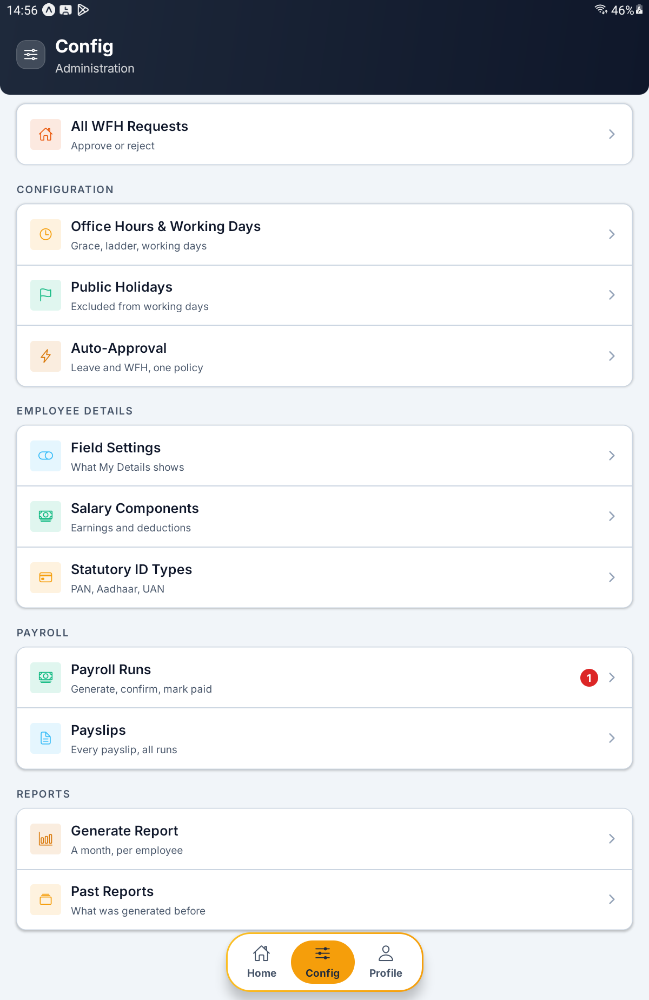 14:56
46%
Config
Administration
All WFH Requests
Approve or reject
CONFIGURATION
Office Hours & Working Days
Grace, ladder, working days
Public Holidays
Excluded from working days
Auto-Approval
Leave and WFH, one policy
EMPLOYEE DETAILS
Field Settings
What My Details shows
Salary Components
Earnings and deductions
Statutory ID Types
PAN, Aadhaar, UAN
PAYROLL
Payroll Runs
Generate, confirm, mark paid
1
Payslips
Every payslip, all runs
REPORTS
Generate Report
A month, per employee
Past Reports
What was generated before
Home
Config
Profile